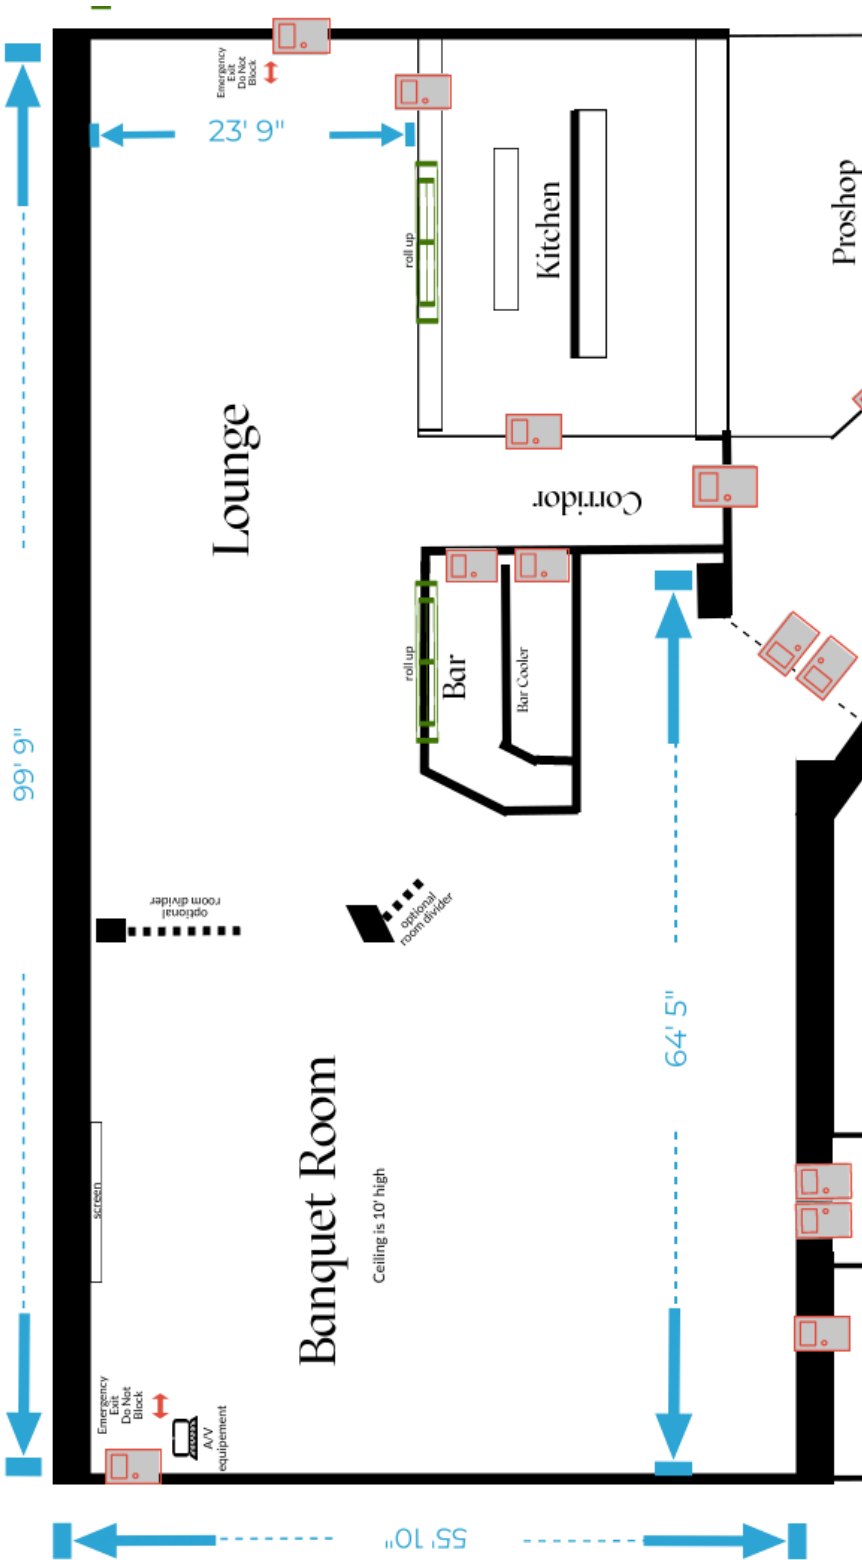 Emergency
Exit
Do Not
Block
23' 9"
roll up
Kitchen
Proshop
Lounge
Corridor
roll up
Bar
Bar Cooler
99' 9"
optional
room divider
optional
room divider
64' 5"
screen
Banquet Room
Ceiling is 10' high
Emergency
Exit
Do Not
Block
A/V
equipement
55' 10"